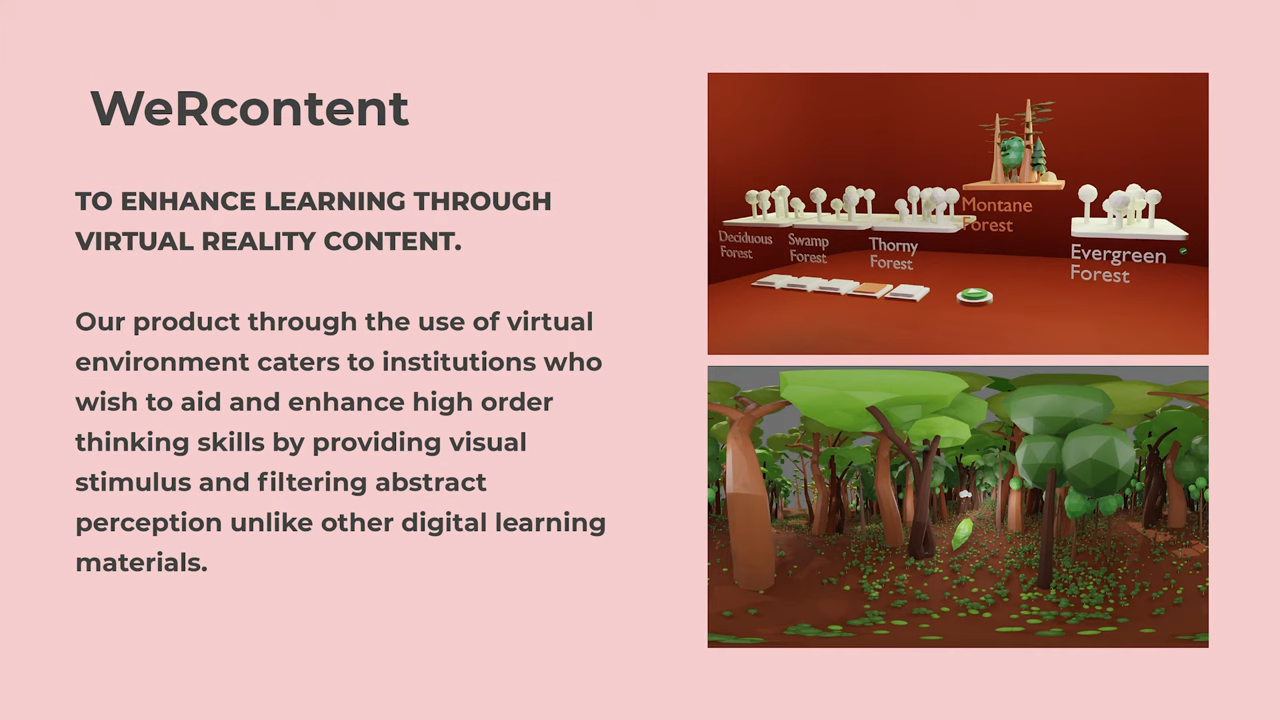 WeRcontent
TO ENHANCE LEARNING THROUGH
VIRTUAL REALITY CONTENT.
Our product through the use of virtual
environment caters to institutions who
wish to aid and enhance high order
thinking skills by providing visual
stimulus and filtering abstract
perception unlike other digital learning
materials.
Deciduous
Forest
Swamp
Forest
Thorny
Forest
Montane
Forest
Evergreen
Forest